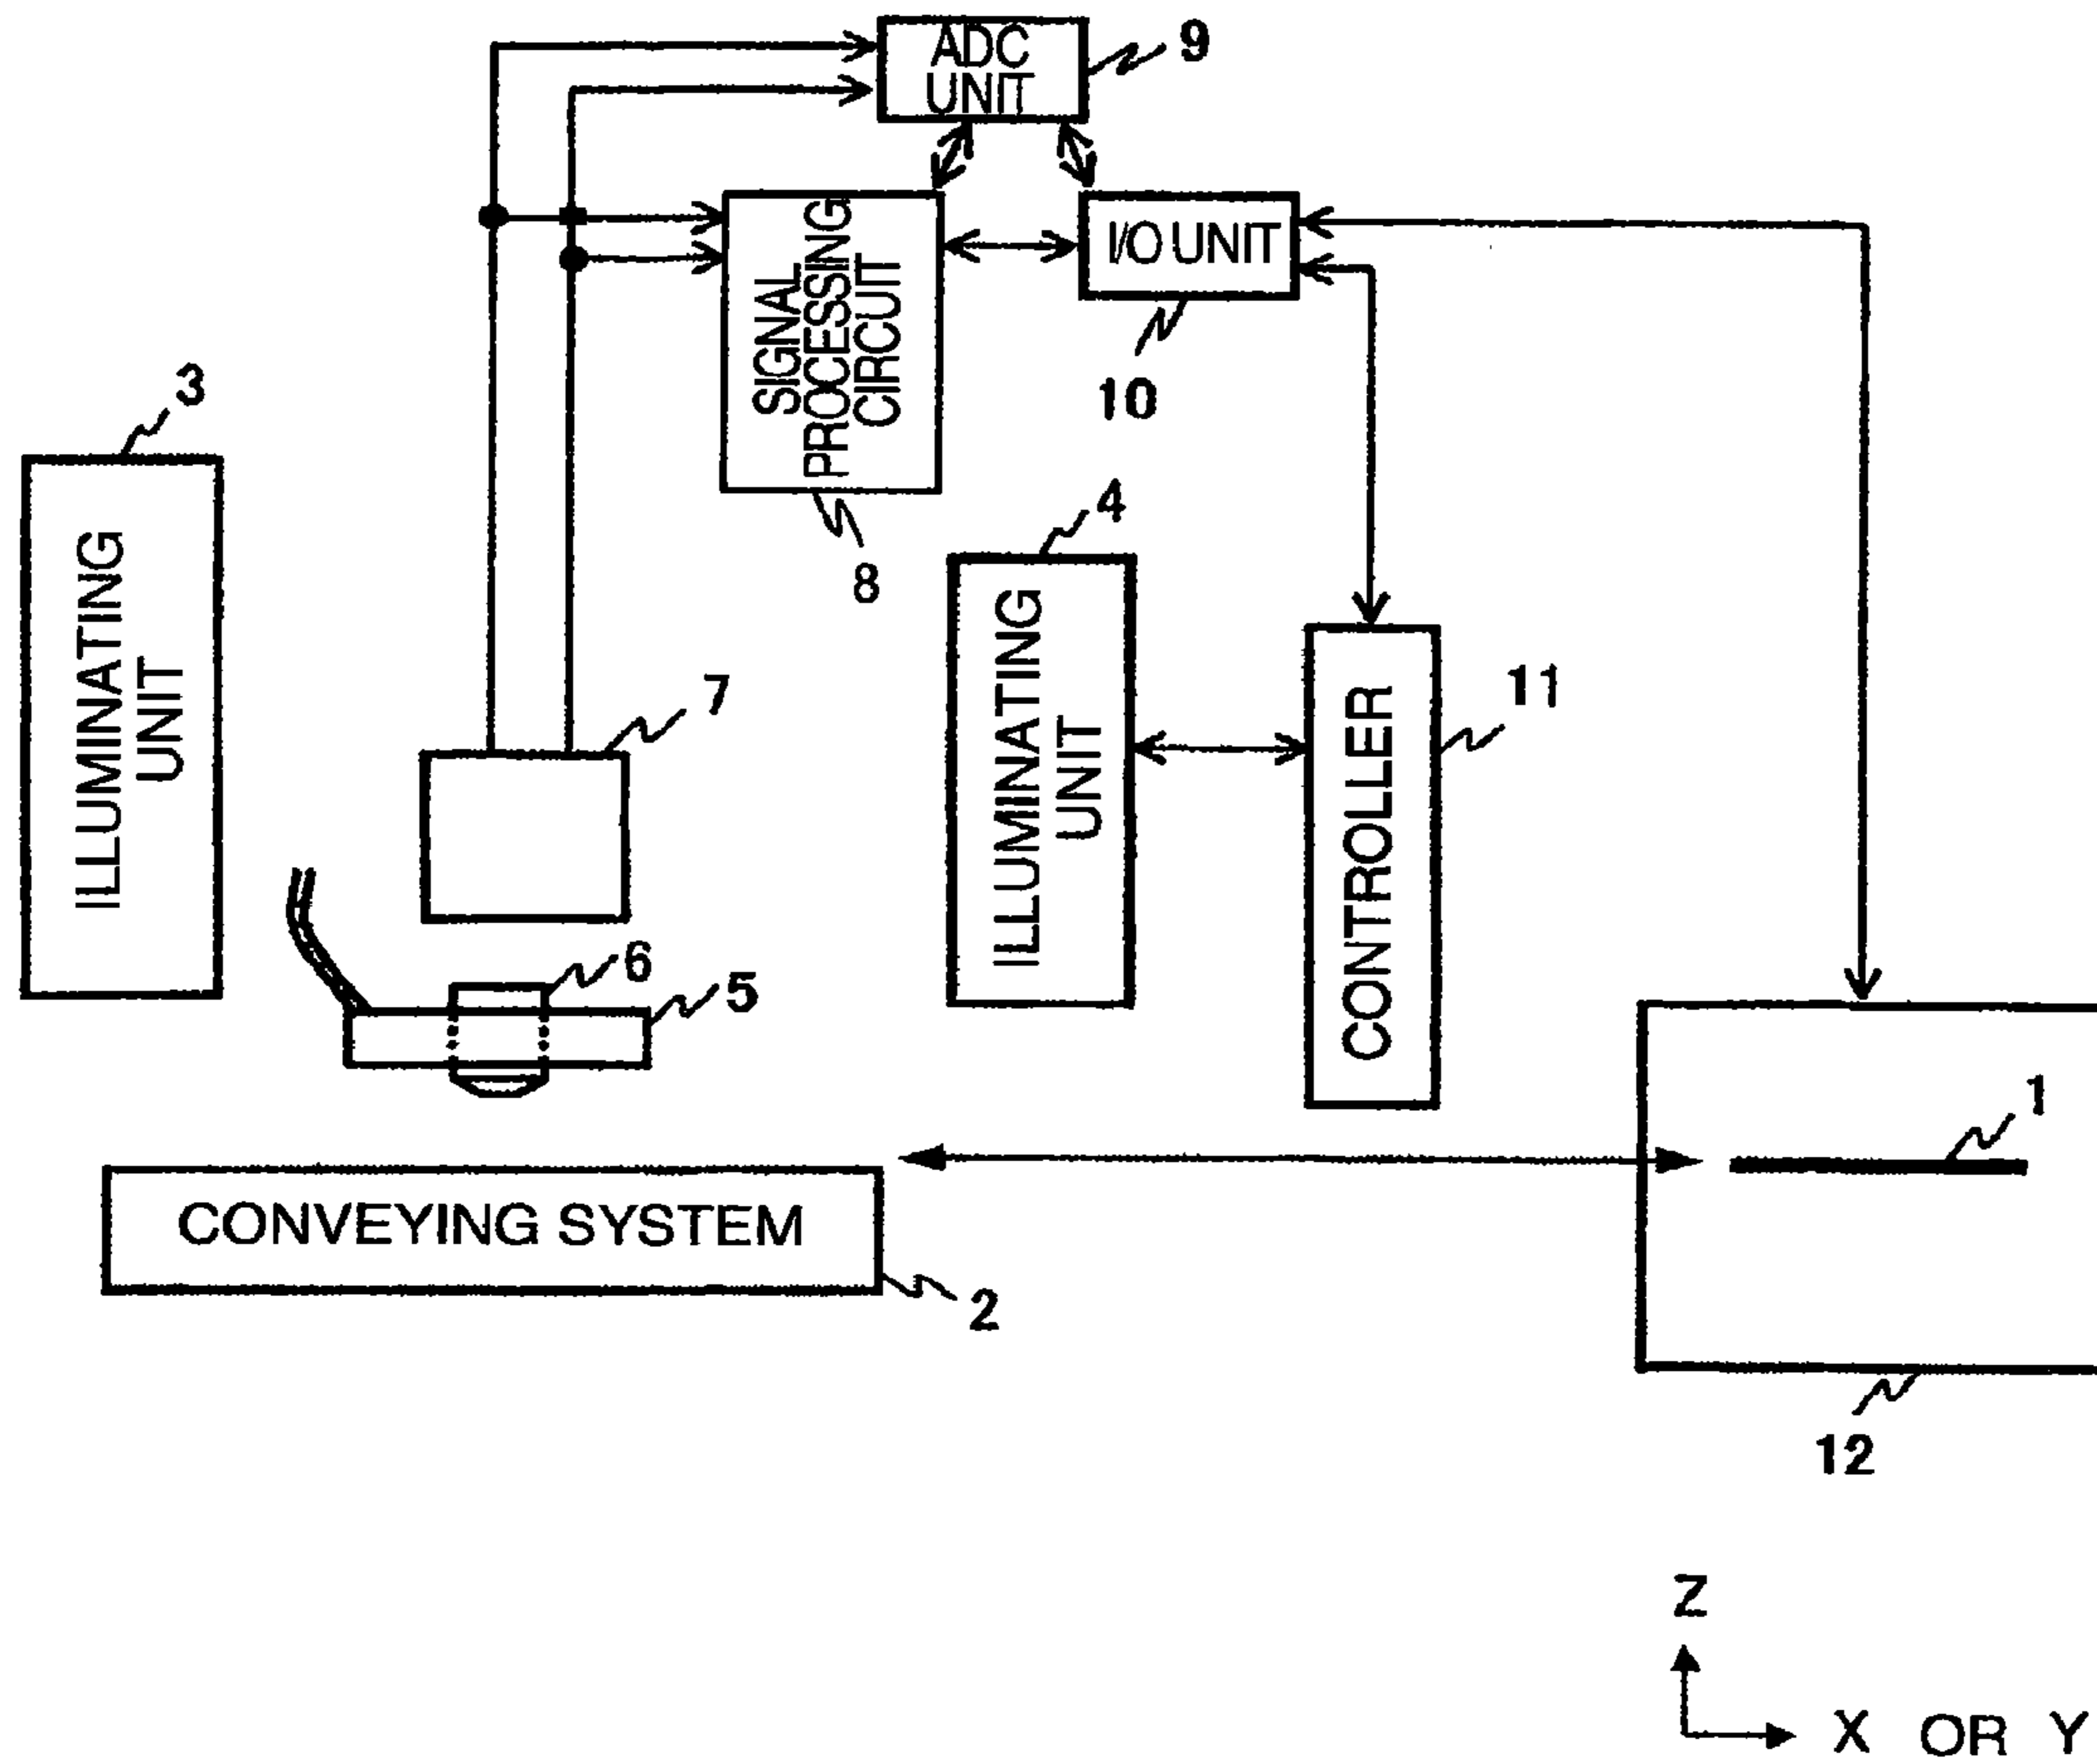 ADC
UNIT
9
SIGNAL
PROCESSING
CIRCUIT
I/O UNIT
10
3
ILLUMINATING
UNIT
8
4
ILLUMINATING
UNIT
7
11
CONTROLLER
6
5
1
CONVEYING SYSTEM
2
12
Z
X OR Y